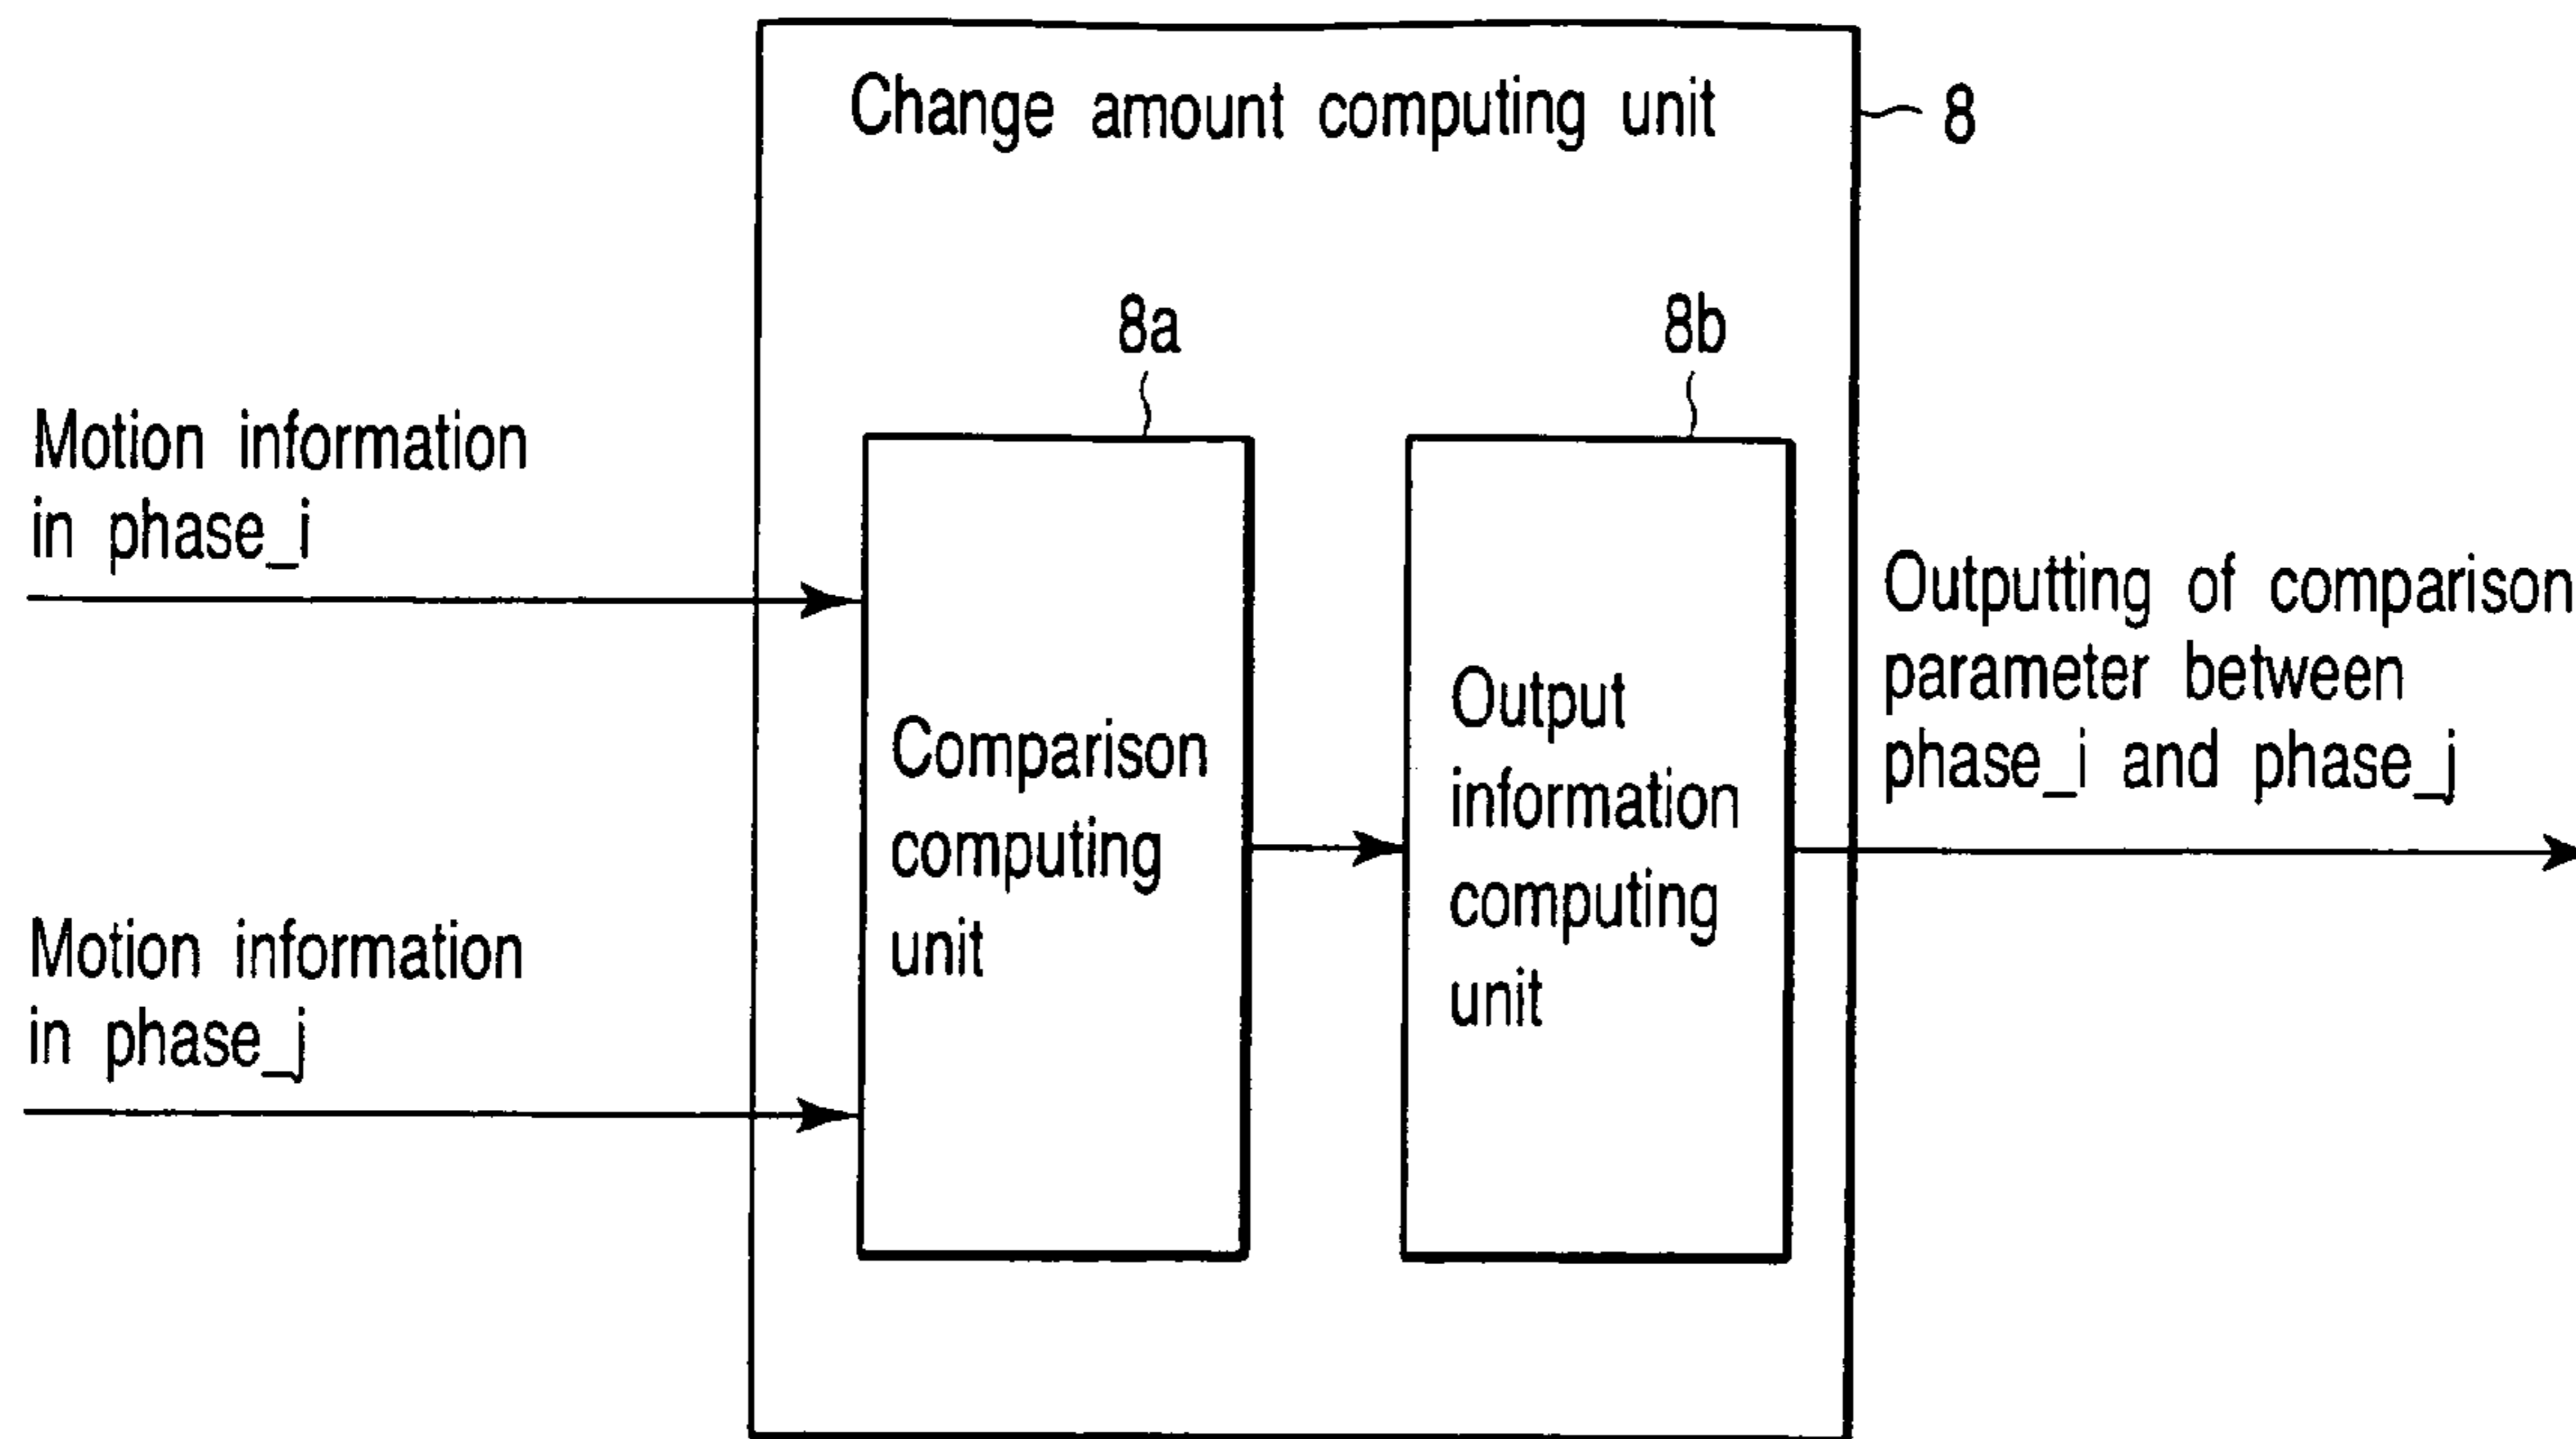 Change amount computing unit
8
8a
8b
Motion information
in phase_i
Motion information
in phase_j
Comparison
computing
unit
Output
information
computing
unit
Outputting of comparison
parameter between
phase_i and phase_j